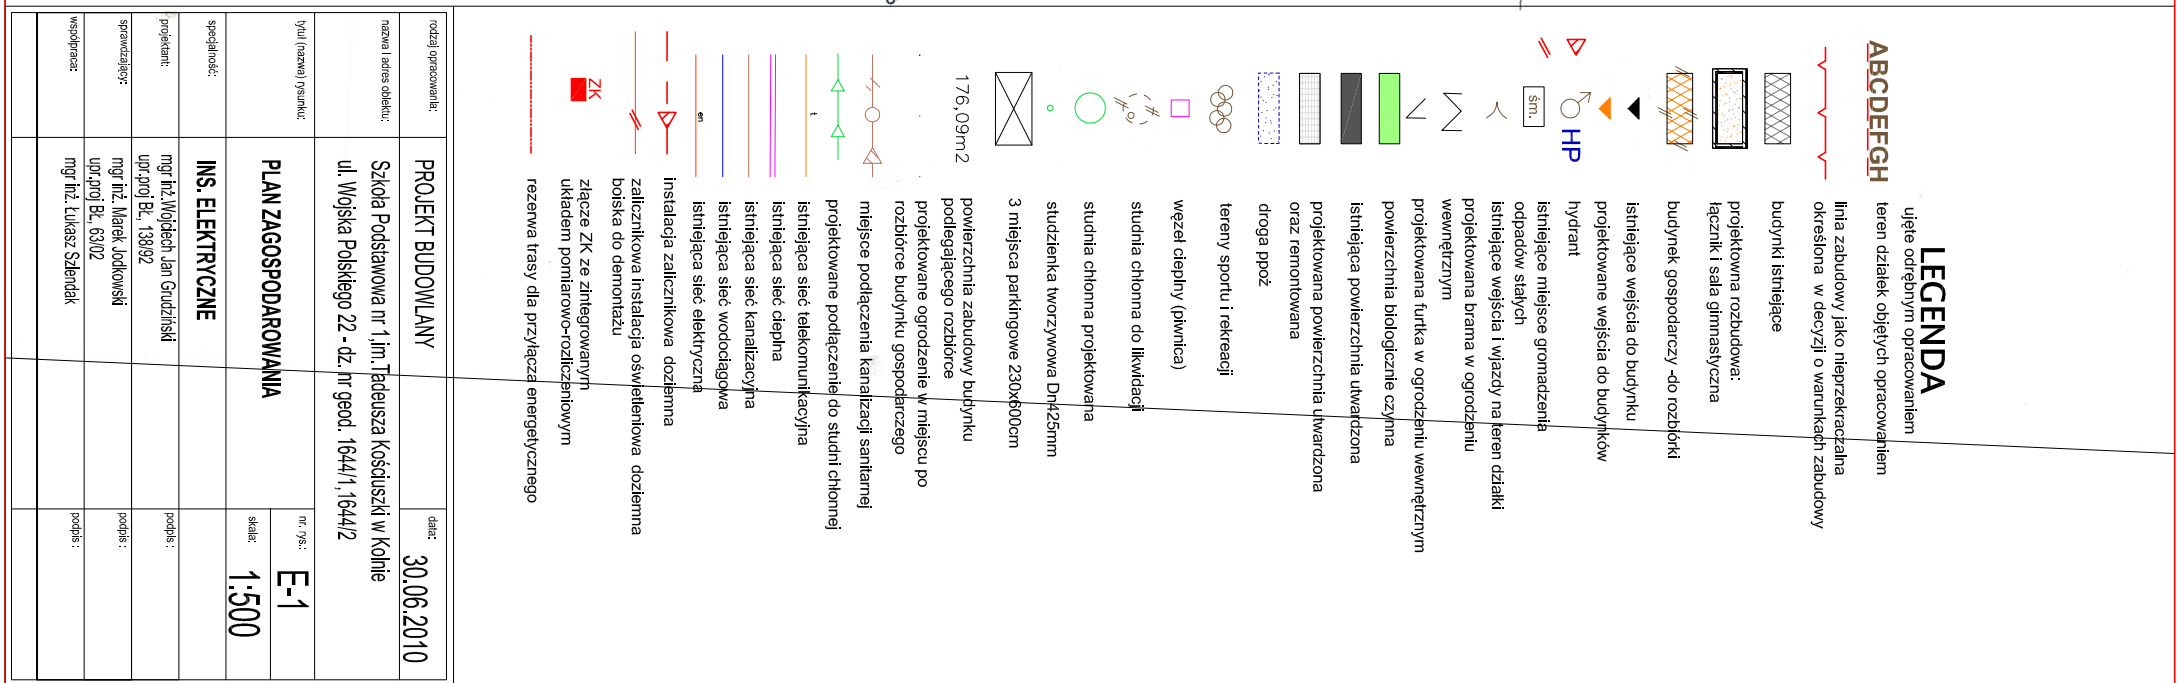 LEGENDA
ujęte odrębnym opracowaniem
ABCDEFGH
teren działek objętych opracowaniem
linia zabudowy jako nieprzekraczalna
określona w decyzji o warunkach zabudowy
budynki istniejące
projektowna rozbudowa:
łącznik i sala gimnastyczna
budynek gospodarczy -do rozbiórki
istniejące wejścia do budynku
projektowane wejścia do budynków
HP
hydrant
śm.
istniejące miejsce gromadzenia
odpadów stałych
istniejące wejścia i wjazdy na teren działki
projektowana brama w ogrodzeniu
wewnętrznym
projektowana furtka w ogrodzeniu wewnętrznym
powierzchnia biologicznie czynna
istniejąca powierzchnia utwardzona
projektowana powierzchnia utwardzona
oraz remontowana
droga ppoż
tereny sportu i rekreacji
węzeł cieplny (piwnica)
studnia chłonna do likwidacji
studnia chłonna projektowana
studzienka tworzywowa Dn425mm
3 miejsca parkingowe 230x600cm
176,09m2
powierzchnia zabudowy budynku
podlegającego rozbiórce
projektowane ogrodzenie w miejscu po
rozbiórce budynku gospodarczego
miejsce podłączenia kanalizacji sanitarnej
projektowane podłączenie do studni chłonnej
t
istniejąca sieć telekomunikacyjna
istniejąca sieć cieplna
istniejąca sieć kanalizacyjna
istniejąca sieć wodociągowa
en
istniejąca sieć elektryczna
instalacja zalicznikowa doziemna
zalicznikowa instalacja oświetleniowa doziemna
boiska do demontażu
ZK
złącze ZK ze zintegrowanym
układem pomiarowo-rozliczeniowym
rezerwa trasy dla przyłącza energetycznego
rodzaj opracowania:
PROJEKT BUDOWLANY
data:
30.06.2010
nazwa i adres obiektu:
Szkoła Podstawowa nr 1,im.Tadeusza Kościuszki w Kolnie
ul. Wojska Polskiego 22 - dz. nr geod. 1644/1,1644/2
tytuł (nazwa) rysunku:
PLAN ZAGOSPODAROWANIA
nr. rys.:
E-1
skala:
1:500
specjalność:
INS. ELEKTRYCZNE
projektant:
mgr inż.Wojciech Jan Grudziński
upr.proj BŁ, 138/92
podpis :
sprawdzający:
mgr inż. Marek Jodkowski
upr.proj BŁ, 63/02
podpis :
współpraca:
mgr inż. Łukasz Szlendak
podpis :